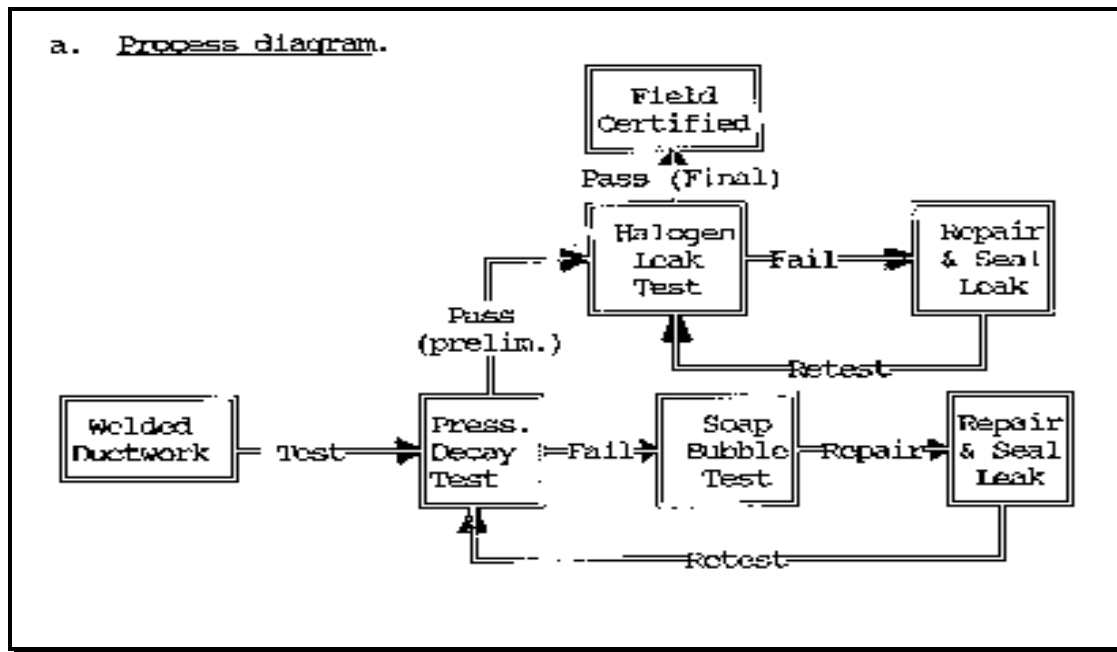 a. Process diagram.
Field
Certified
Pass (Final)
Halogen
Leak
Test
Fail
Repair
& Seal
Leak
Retest
Pass
(prelim.)
Welded
Ductwork
Test
Press.
Decay
Test
Fail
Soap
Bubble
Test
Repair
Repair
& Seal
Leak
Retest